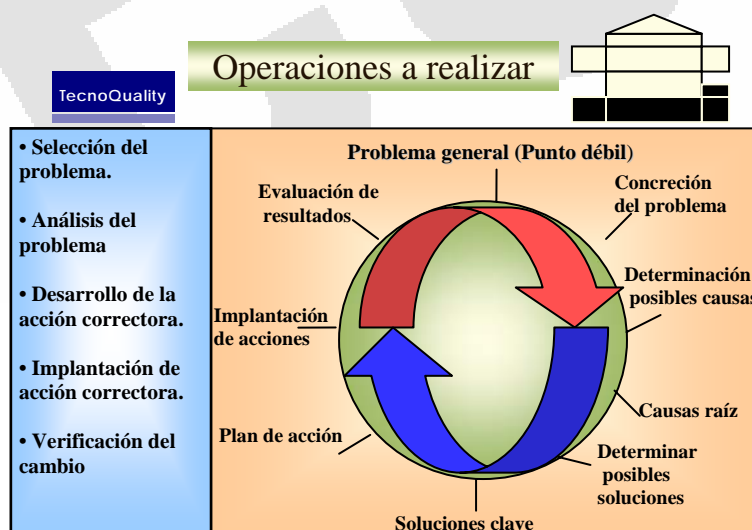 Operaciones a realizar
TecnoQuality
• Selección del
problema.
• Análisis del
problema
• Desarrollo de la
acción correctora.
• Implantación de
acción correctora.
• Verificación del
cambio
Problema general (Punto débil)
Concreción
del problema
Determinación
posibles causas
Causas raíz
Determinar
posibles
soluciones
Soluciones clave
Plan de acción
Implantación
de acciones
Evaluación de
resultados